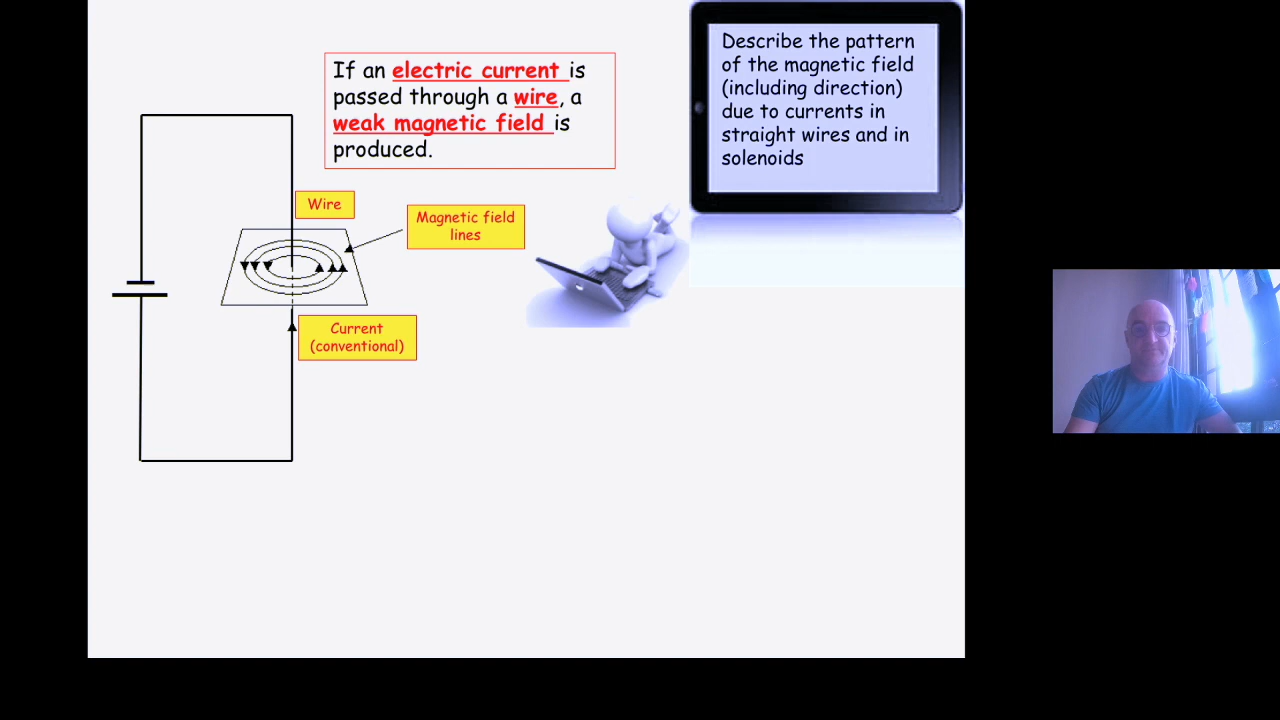 If an electric current is
passed through a wire, a
weak magnetic field is
produced.
Describe the pattern
of the magnetic field
(including direction)
due to currents in
straight wires and in
solenoids
Wire
Magnetic field
lines
Current
(conventional)